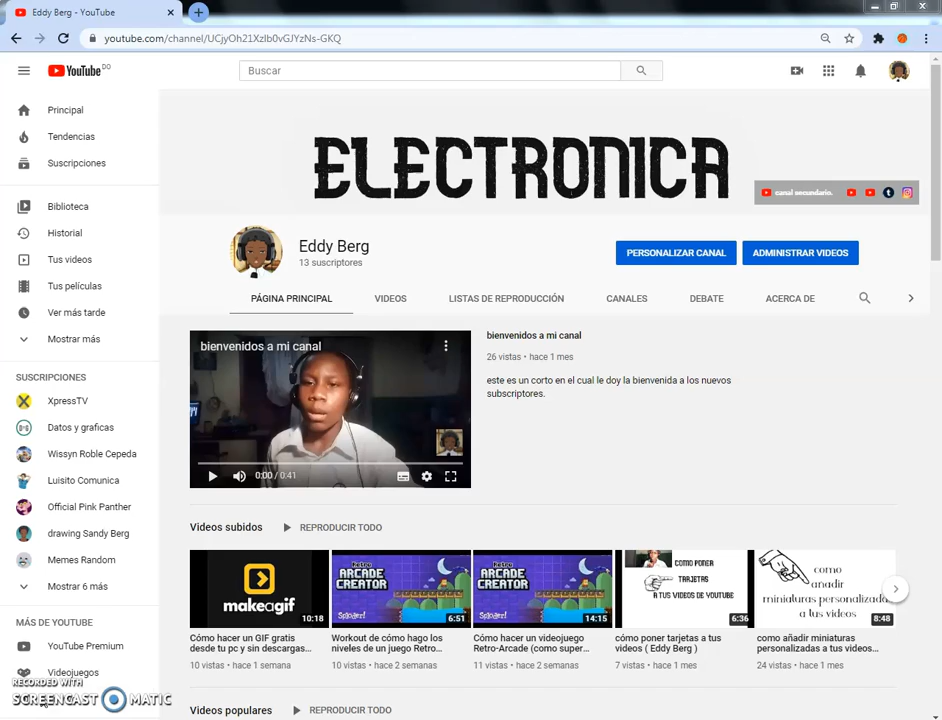 Eddy Berg - YouTube
youtube.com/channel/UCjyOh21XzIb0vGJYzNs-GKQ
YouTube DO
Buscar
Principal
Tendencias
Suscripciones
Biblioteca
Historial
Tus videos
Tus películas
Ver más tarde
Mostrar más
SUSCRIPCIONES
XpressTV
Datos y graficas
Wissyn Roble Cepeda
Luisito Comunica
Official Pink Panther
drawing Sandy Berg
Memes Random
Mostrar 6 más
MÁS DE YOUTUBE
YouTube Premium
Videojuegos
RECORDED WITH
SCREENCAST MATIC
ELECTRONICA
canal secundario.
Eddy Berg
13 suscriptores
PERSONALIZAR CANAL
ADMINISTRAR VIDEOS
PÁGINA PRINCIPAL
VIDEOS
LISTAS DE REPRODUCCIÓN
CANALES
DEBATE
ACERCA DE
bienvenidos a mi canal
0:00 / 0:41
bienvenidos a mi canal
26 vistas • hace 1 mes
este es un corto en el cual le doy la bienvenida a los nuevos
subscriptores.
Videos subidos
REPRODUCIR TODO
makeagif
10:18
Cómo hacer un GIF gratis
desde tu pc y sin descargas...
10 vistas • hace 1 semana
Retro
ARCADE
CREATOR
6:51
Workout de cómo hago los
niveles de un juego Retro...
10 vistas • hace 2 semanas
Retro
ARCADE
CREATOR
14:15
Cómo hacer un videojuego
Retro-Arcade (como super...
11 vistas • hace 2 semanas
COMO PONER
TARJETAS
A TUS VIDEOS DE YOUTUBE
6:36
cómo poner tarjetas a tus
videos ( Eddy Berg )
7 vistas • hace 1 mes
como
añadir
miniaturas personalizadas
a tus videos
8:48
como añadir miniaturas
personalizadas a tus videos...
24 vistas • hace 1 mes
Videos populares
REPRODUCIR TODO